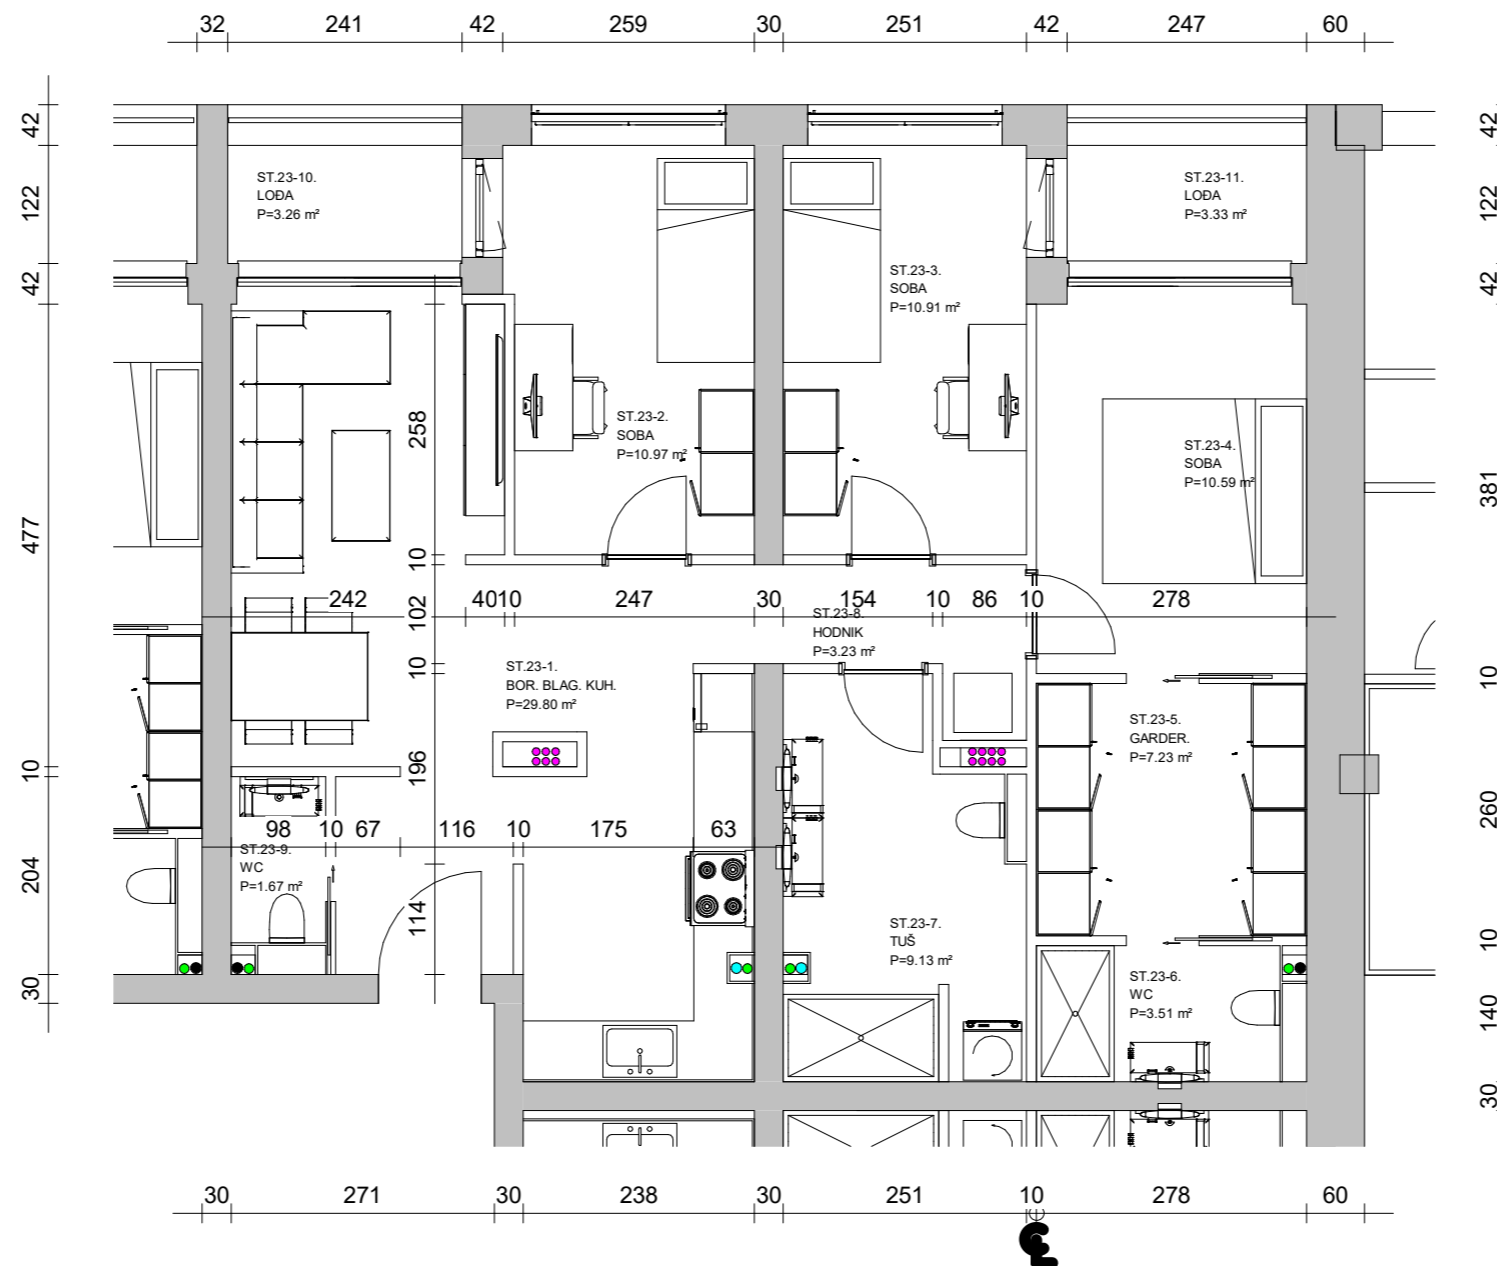 32 241 42 259 30 251 42 247 60
42
122
42
477
10
204
30
42
122
42
381
10
260
10
140
30
ST.23-10.
LOĐA
P=3.26 m²
ST.23-11.
LOĐA
P=3.33 m²
ST.23-3.
SOBA
P=10.91 m²
ST.23-2.
SOBA
P=10.97 m²
ST.23-4.
SOBA
P=10.59 m²
258
10
102
10
196
114
242 40 10 247 30 154 10 86 10 278
ST.23-8.
HODNIK
P=3.23 m²
ST.23-1.
BOR. BLAG. KUH.
P=29.80 m²
ST.23-5.
GARDER.
P=7.23 m²
98 10 67 116 10 175 63
ST.23-9.
WC
P=1.67 m²
ST.23-7.
TUŠ
P=9.13 m²
ST.23-6.
WC
P=3.51 m²
30 271 30 238 30 251 10 278 60